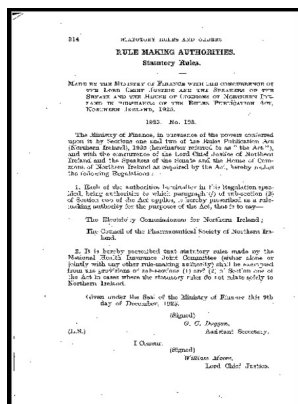 314 STATUTORY RULES AND ORDERS
RULE MAKING AUTHORITIES.
Statutory Rules.
MADE BY THE MINISTRY OF FINANCE WITH THE CONCURRENCE OF
THE LORD CHIEF JUSTICE AND THE SPEAKERS OF THE
SENATE AND THE HOUSE OF COMMONS OF NORTHERN IRE-
LAND IN PURSUANCE OF THE RULES PUBLICATION ACT,
NORTHERN IRELAND, 1925.
1925. No. 128.
The Ministry of Finance, in pursuance of the powers conferred
upon it by Sections one and two of the Rules Publication Act
(Northern Ireland), 1925 (hereinafter referred to as "the Act"),
and with the concurrence of the Lord Chief Justice of Northern
Ireland and the Speakers of the Senate and the House of Com-
mons of Northern Ireland as required by the Act, hereby makes
the following Regulations:
1. Each of the authorities hereinafter in this Regulation speci-
fied, being authorities to which paragraph of sub-section (3)
of Section two of the Act applies, is hereby prescribed as a rule-
making authority for the purposes of the Act, that is to say—
The Electricity Commissioners for Northern Ireland;
The Council of the Pharmaceutical Society of Northern Ire-
land.
2. It is hereby prescribed that statutory rules made by the
National Health Insurance Joint Committee (either alone or
jointly with any other rule-making authority) shall be exempted
from the provisions of sub-sections (1) and (2) of Section one of
the Act in cases where the statutory rules do not relate solely to
Northern Ireland.
Given under the Seal of the Ministry of Finance this 9th
day of December, 1925.
(Signed)
G. C. Duggan,
(L.S.) Assistant Secretary.
I Concur.
(Signed)
William Moore,
Lord Chief Justice.